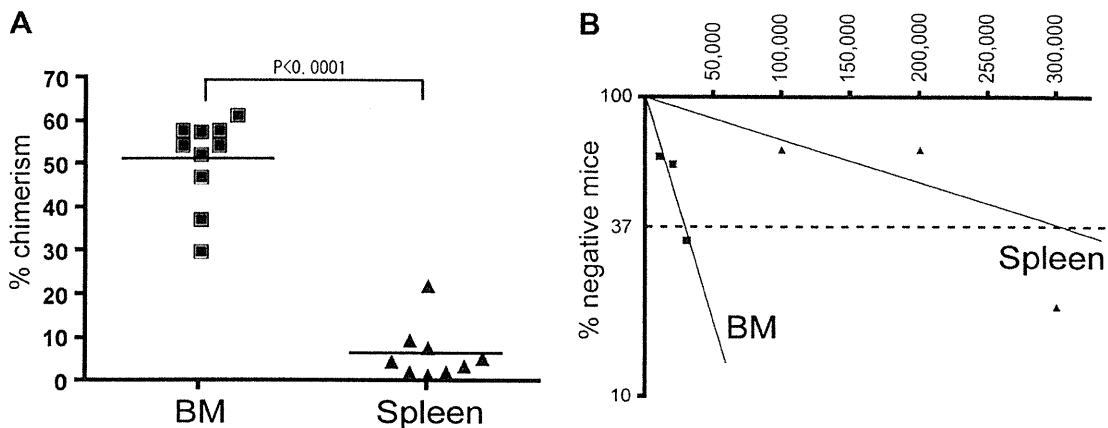 A
P<0.0001
% chimerism
70
60
50
40
30
20
10
0
BM
Spleen
B
50,000
100,000
150,000
200,000
250,000
300,000
% negative mice
100
37
10
BM
Spleen